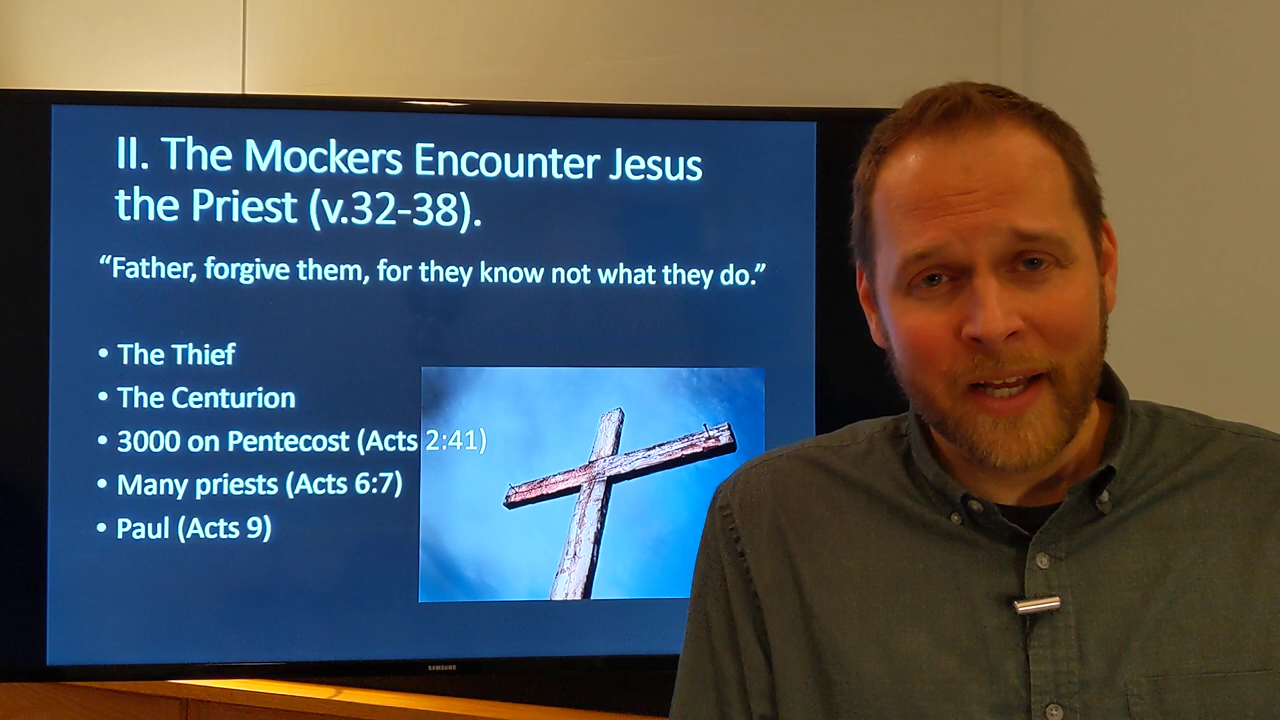 II. The Mockers Encounter Jesus
the Priest (v.32-38).
“Father, forgive them, for they know not what they do.”
• The Thief
• The Centurion
• 3000 on Pentecost (Acts 2:41)
• Many priests (Acts 6:7)
• Paul (Acts 9)
SAMSUNG